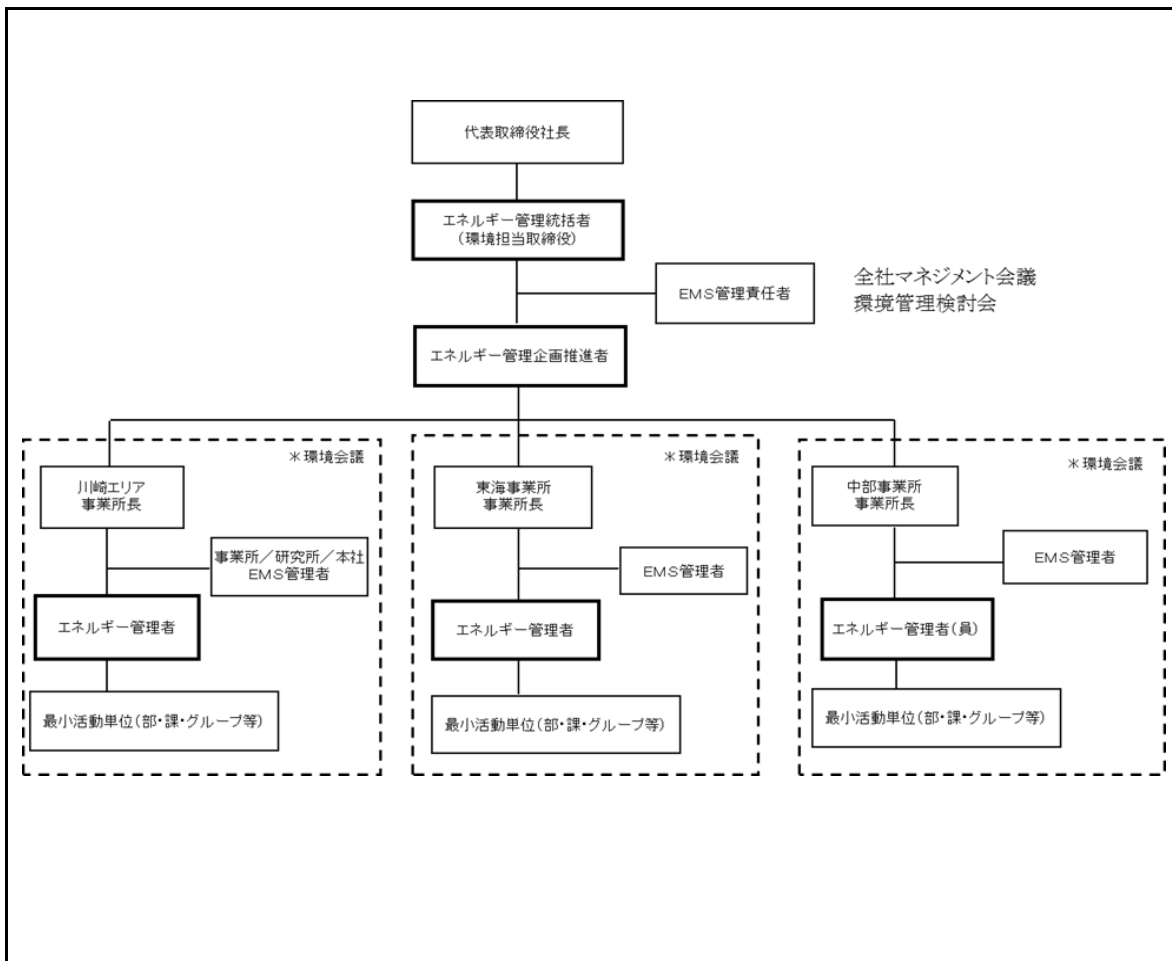 代表取締役社長
エネルギー管理統括者
(環境担当取締役)
EMS管理責任者
全社マネジメント会議
環境管理検討会
エネルギー管理企画推進者
*環境会議
川崎エリア
事業所長
事業所/研究所/本社
EMS管理者
エネルギー管理者
最小活動単位(部・課・グループ等)
*環境会議
東海事業所
事業所長
EMS管理者
エネルギー管理者
最小活動単位(部・課・グループ等)
*環境会議
中部事業所
事業所長
EMS管理者
エネルギー管理者(員)
最小活動単位(部・課・グループ等)